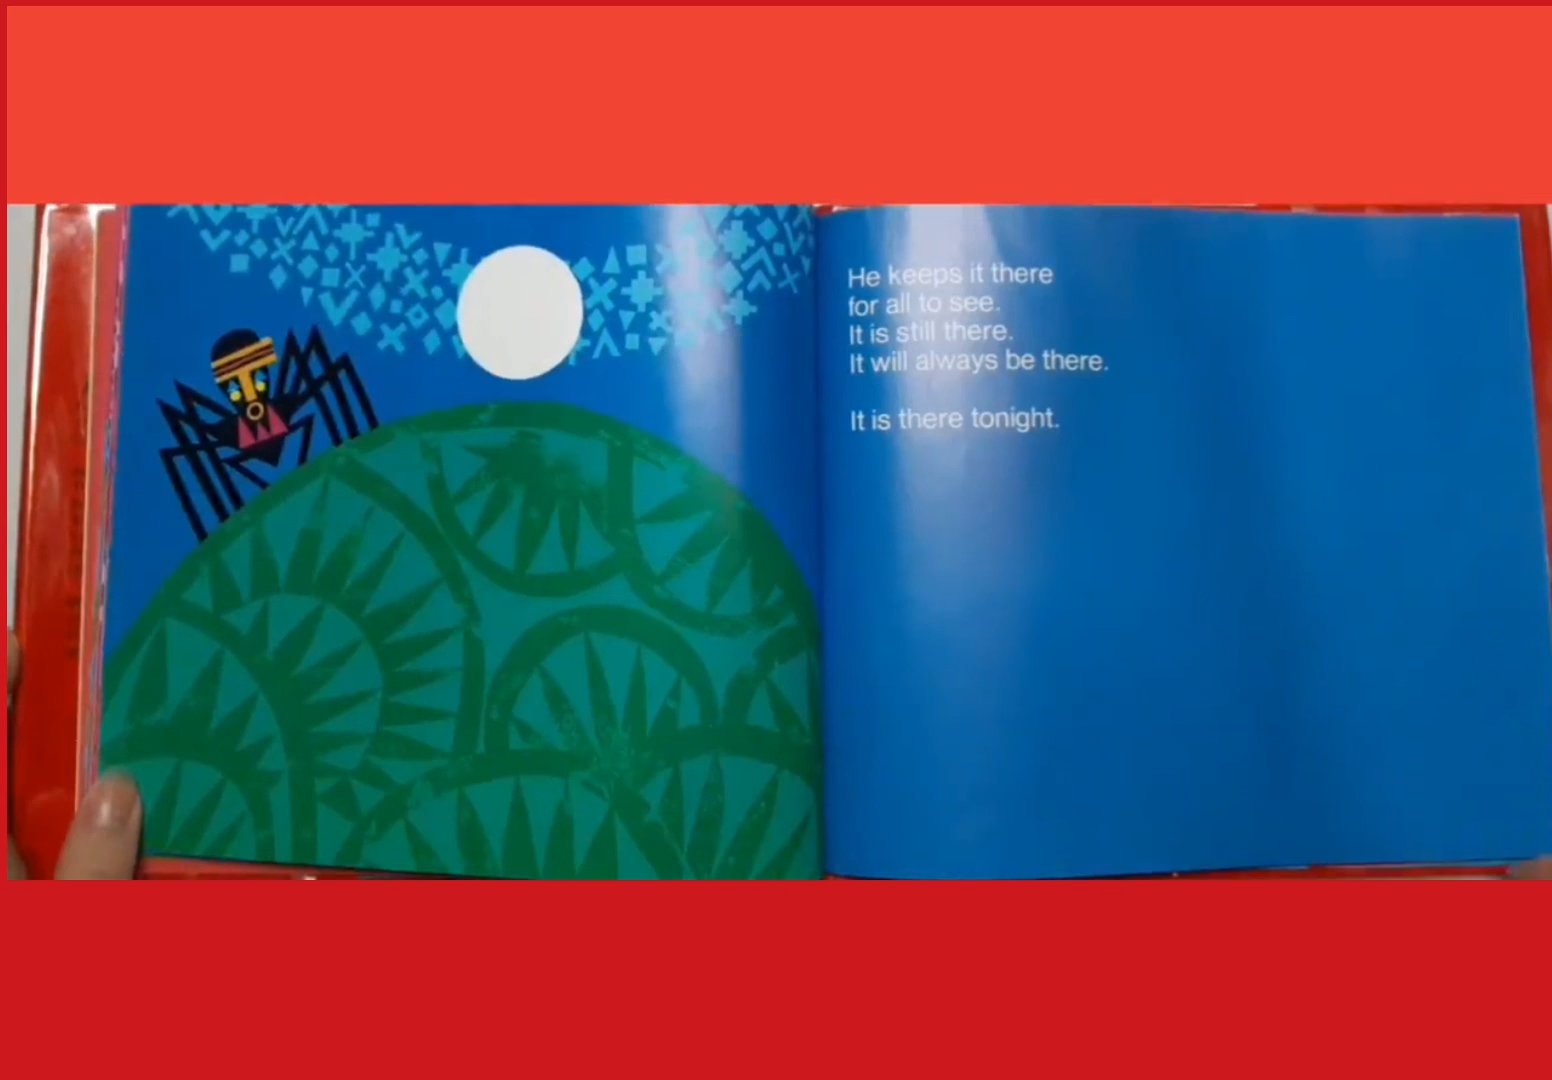 He keeps it there
for all to see.
It is still there.
It will always be there.
It is there tonight.